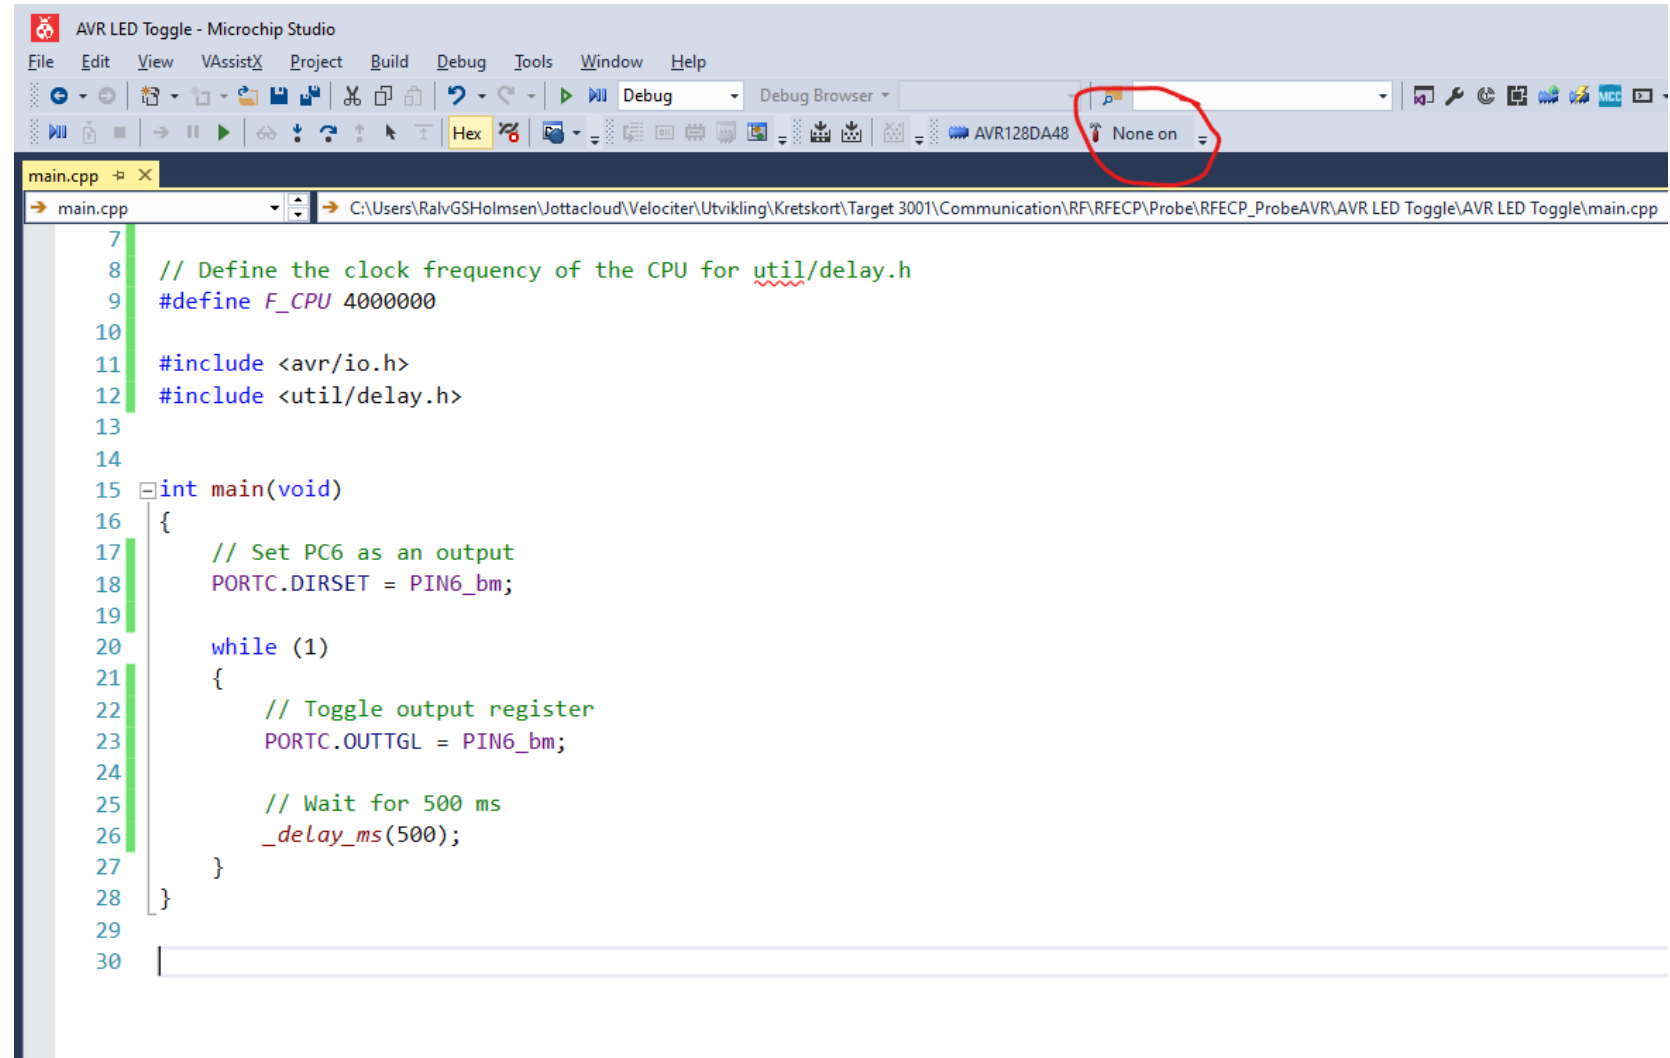 AVR LED Toggle - Microchip Studio
File Edit View VAssistX Project Build Debug Tools Window Help
Debug Debug Browser MCC
Hex AVR128DA48 None on
main.cpp
main.cpp C:\Users\RalvGSHolmsen\Jottacloud\Velociter\Utvikling\Kretskort\Target 3001\Communication\RF\RFECP\Probe\RFECP_ProbeAVR\AVR LED Toggle\AVR LED Toggle\main.cpp
7
8 // Define the clock frequency of the CPU for util/delay.h
9 #define F_CPU 4000000
10
11 #include <avr/io.h>
12 #include <util/delay.h>
13
14
15 int main(void)
16 {
17 // Set PC6 as an output
18 PORTC.DIRSET = PIN6_bm;
19
20 while (1)
21 {
22 // Toggle output register
23 PORTC.OUTTGL = PIN6_bm;
24
25 // Wait for 500 ms
26 _delay_ms(500);
27 }
28 }
29
30